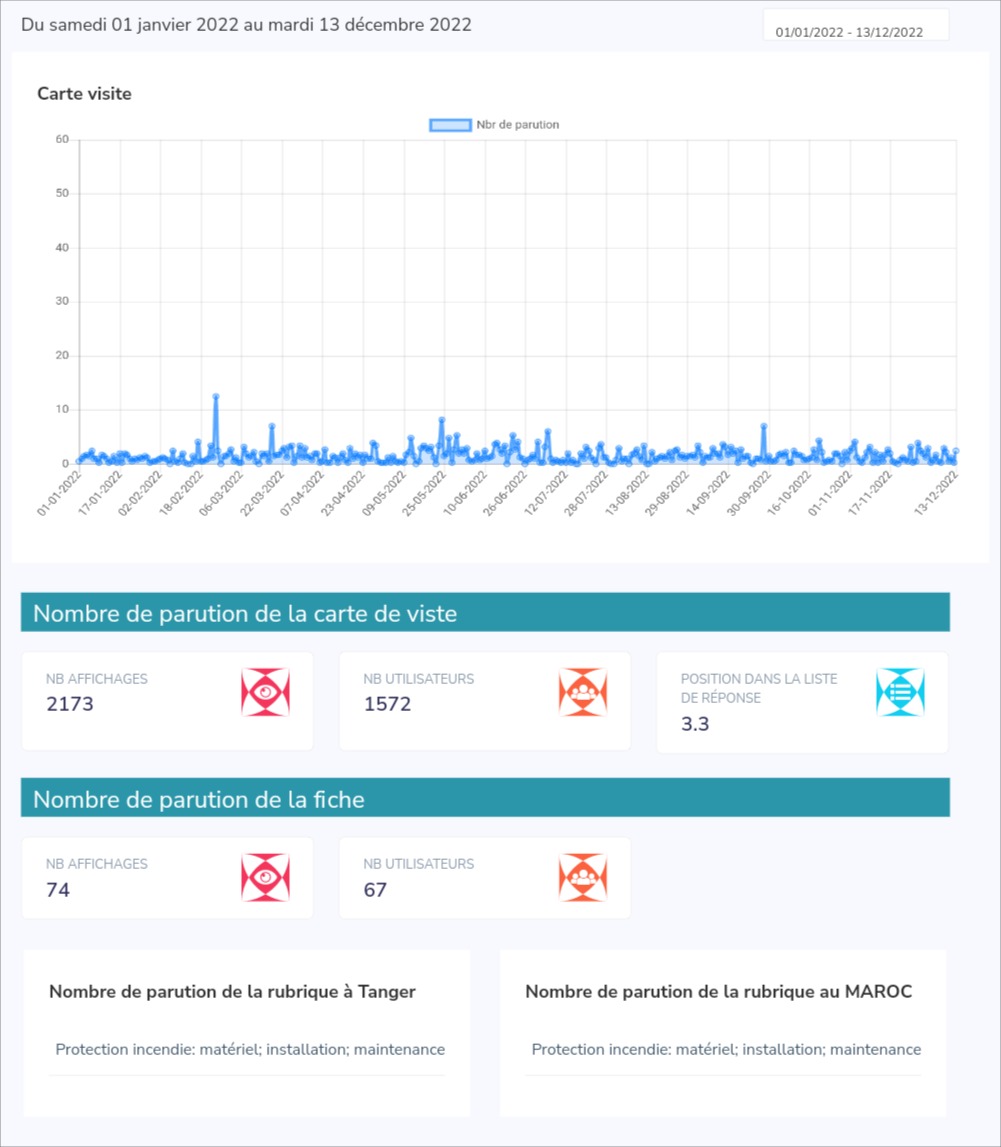 Du samedi 01 janvier 2022 au mardi 13 décembre 2022
01/01/2022 - 13/12/2022
Carte visite
Nbr de parution
60
50
40
30
20
10
0
01-01-2022
17-01-2022
02-02-2022
18-02-2022
06-03-2022
22-03-2022
07-04-2022
23-04-2022
09-05-2022
25-05-2022
10-06-2022
26-06-2022
12-07-2022
28-07-2022
13-08-2022
29-08-2022
14-09-2022
30-09-2022
16-10-2022
01-11-2022
17-11-2022
13-12-2022
Nombre de parution de la carte de viste
NB AFFICHAGES
2173
NB UTILISATEURS
1572
POSITION DANS LA LISTE
DE RÉPONSE
3.3
Nombre de parution de la fiche
NB AFFICHAGES
74
NB UTILISATEURS
67
Nombre de parution de la rubrique à Tanger
Protection incendie: matériel; installation; maintenance
Nombre de parution de la rubrique au MAROC
Protection incendie: matériel; installation; maintenance